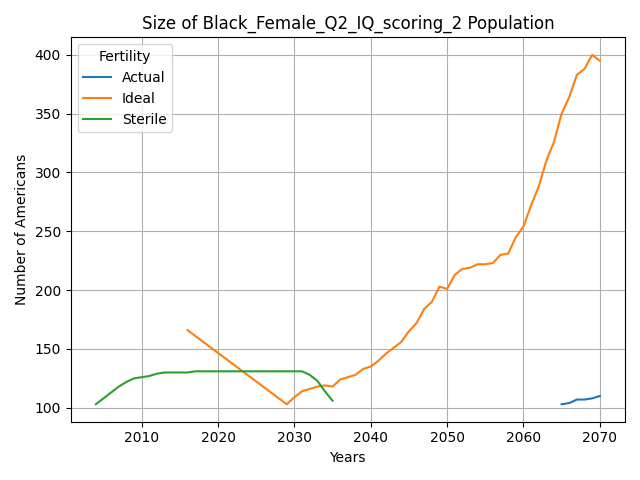 Size of Black_Female_Q2_IQ_scoring_2 Population
Fertility
Actual
Ideal
Sterile
400
350
300
250
200
150
100
Number of Americans
2010 2020 2030 2040 2050 2060 2070
Years